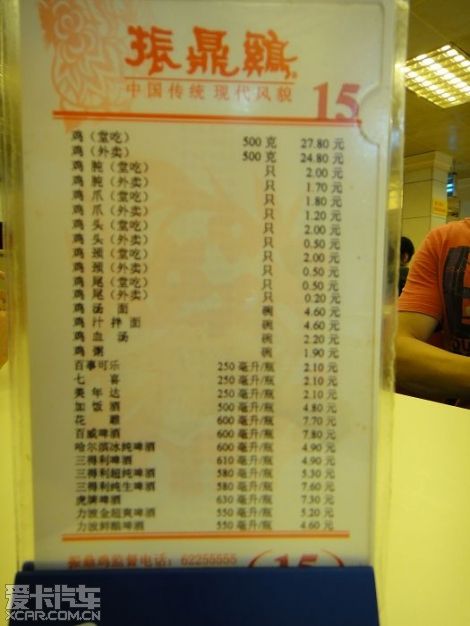 振鼎鷄
中国传统 现代风貌
15
鸡（堂吃） 500 克 27.80 元
鸡（外卖） 500克 24.80 元
鸡 肫（堂吃） 只 2.00 元
鸡 肫（外卖） 只 1.70 元
鸡 爪（堂吃） 只 1.80 元
鸡 爪（外卖） 只 1.20 元
鸡 头（堂吃） 只 2.00 元
鸡 头（外卖） 只 0.50 元
鸡 颈（堂吃） 只 2.00 元
鸡 颈（外卖） 只 0.50 元
鸡 尾（堂吃） 只 0.50 元
鸡 尾（外卖） 只 0.20 元
鸡 汤 面 碗 4.60 元
鸡 汁 拌 面 碗 4.60 元
鸡 血 汤 碗 2.20 元
鸡 粥 碗 1.90 元
百事可乐 250 毫升/瓶 2.10 元
七 喜 250 毫升/瓶 2.10 元
美 年 达 250 毫升/瓶 2.10 元
加 饭 酒 500 毫升/瓶 4.80 元
花 雕 600 毫升/瓶 7.70 元
百威啤酒 600 毫升/瓶 7.80 元
哈尔滨冰纯啤酒 600 毫升/瓶 4.90 元
三得利啤酒 610 毫升/瓶 4.90 元
三得利超纯啤酒 580 毫升/瓶 5.30 元
三得利纯生啤酒 580 毫升/瓶 7.60 元
虎牌啤酒 630 毫升/瓶 7.30 元
力波金超爽啤酒 550 毫升/瓶 5.20 元
力波鲜酿啤酒 550 毫升/瓶 4.60 元
振鼎鸡监督电话：62255555
15
爱卡汽车
XCAR.COM.CN